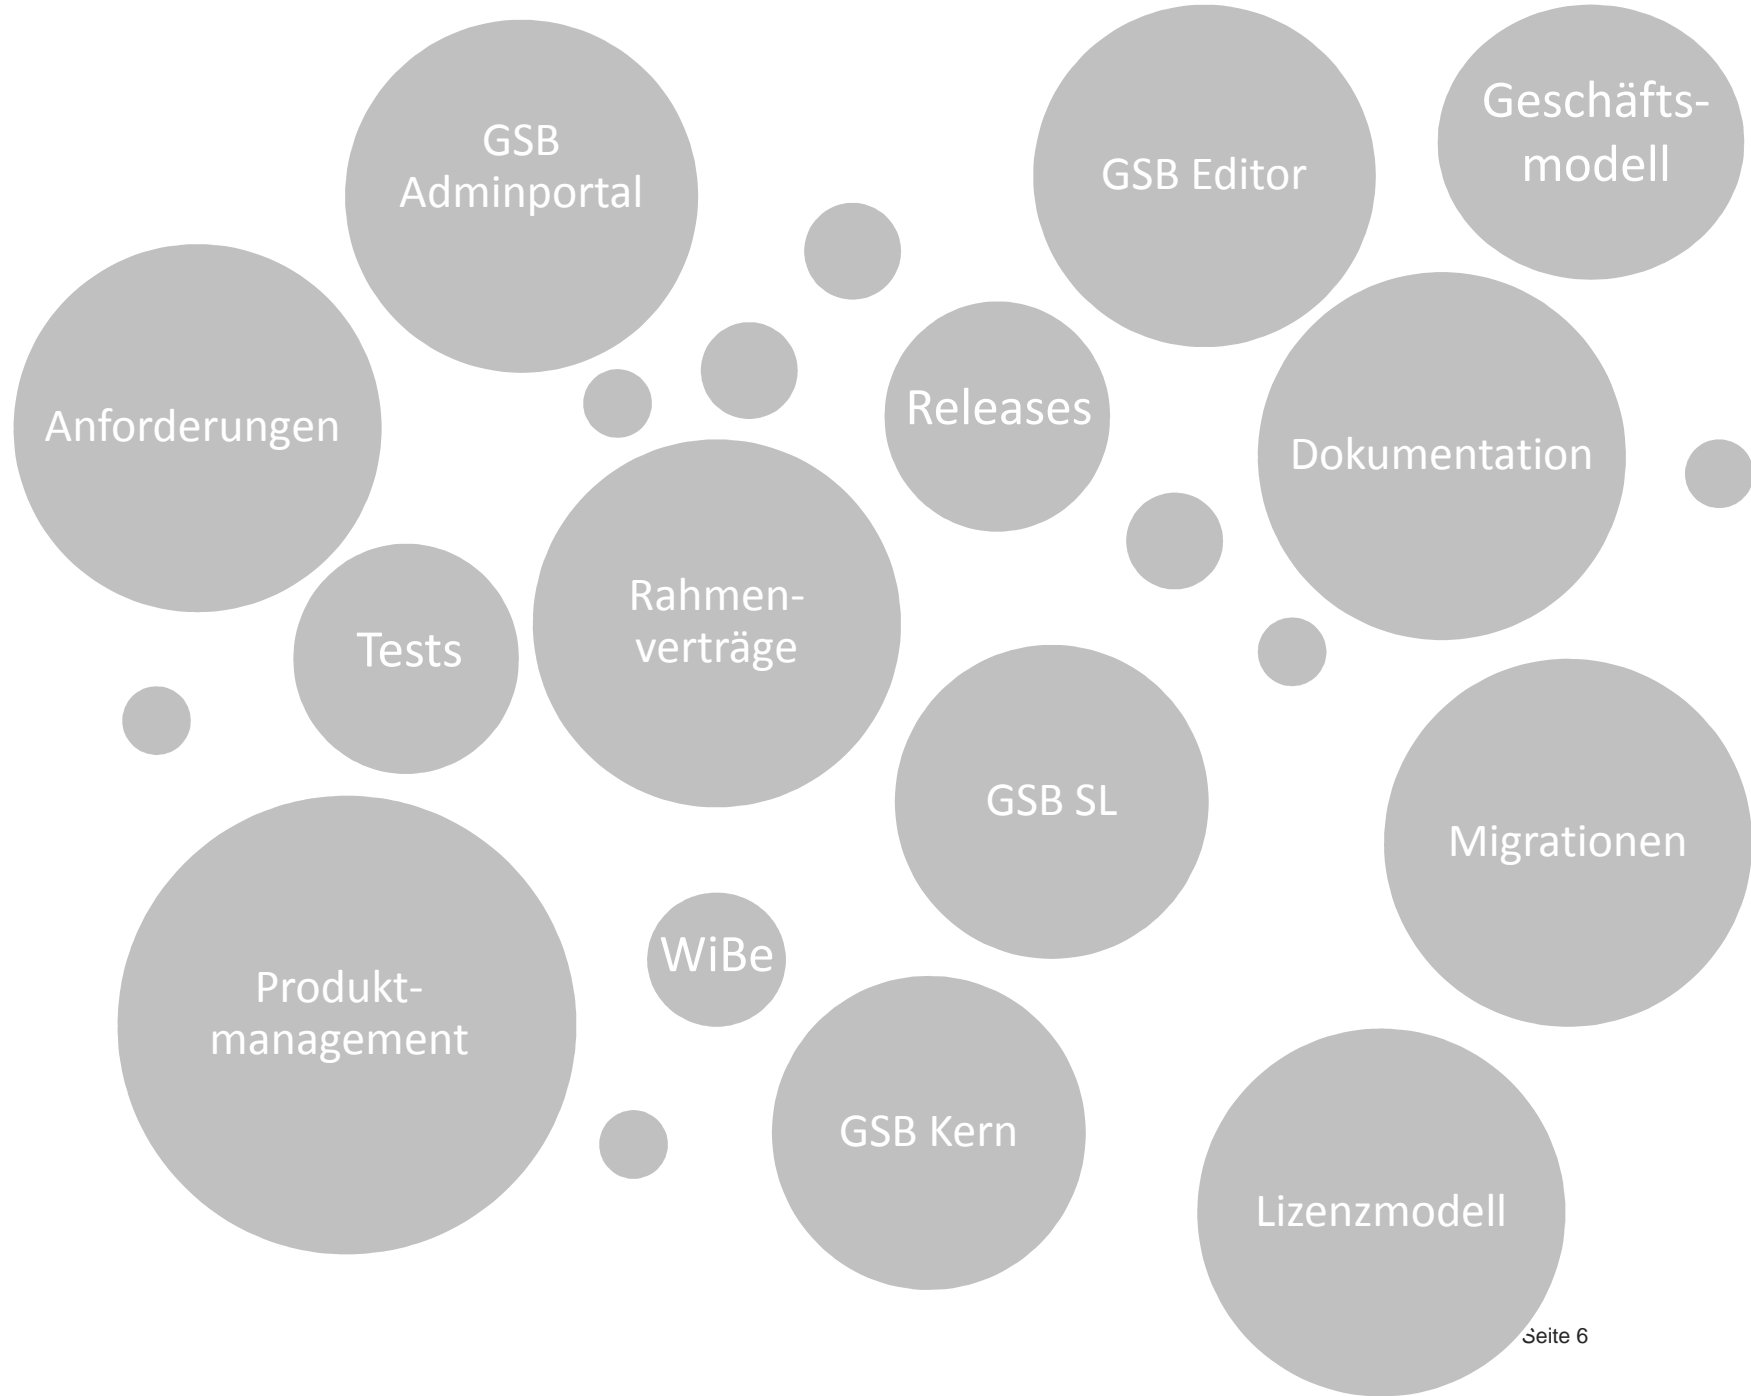 GSB
Adminportal
GSB Editor
Geschäfts-
modell
Anforderungen
Releases
Dokumentation
Rahmen-
verträge
Tests
GSB SL
Migrationen
WiBe
Produkt-
management
GSB Kern
Lizenzmodell
Seite 6